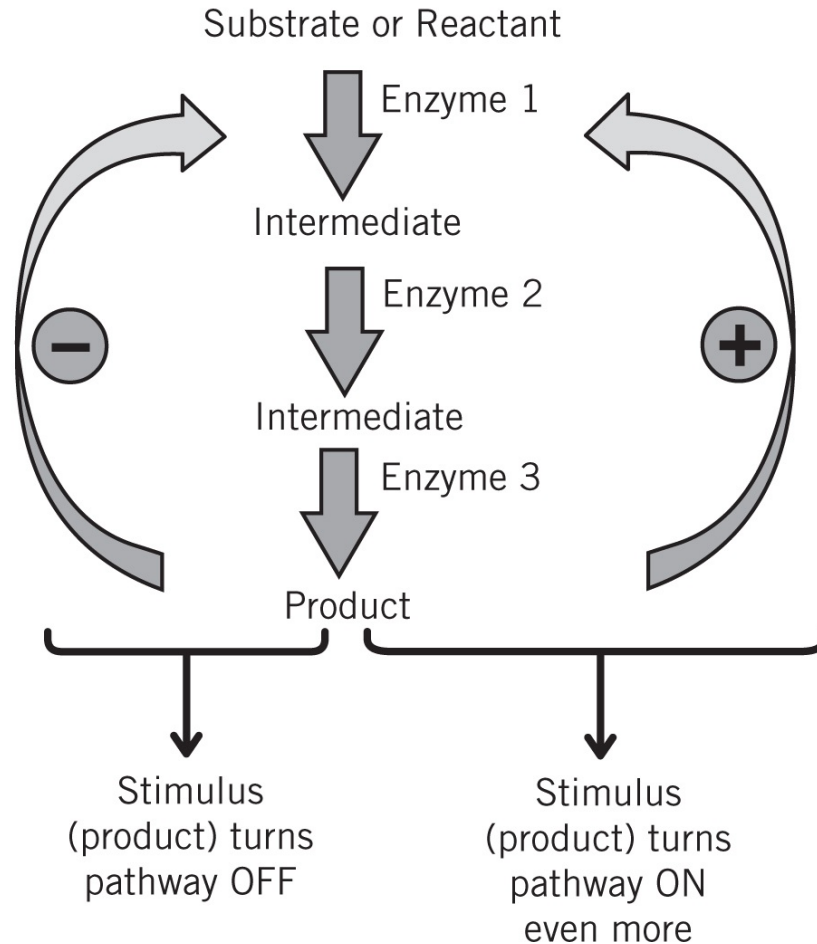 Substrate or Reactant
Enzyme 1
Intermediate
Enzyme 2
Intermediate
Enzyme 3
−
+
Product
Stimulus
(product) turns
pathway OFF
Stimulus
(product) turns
pathway ON
even more